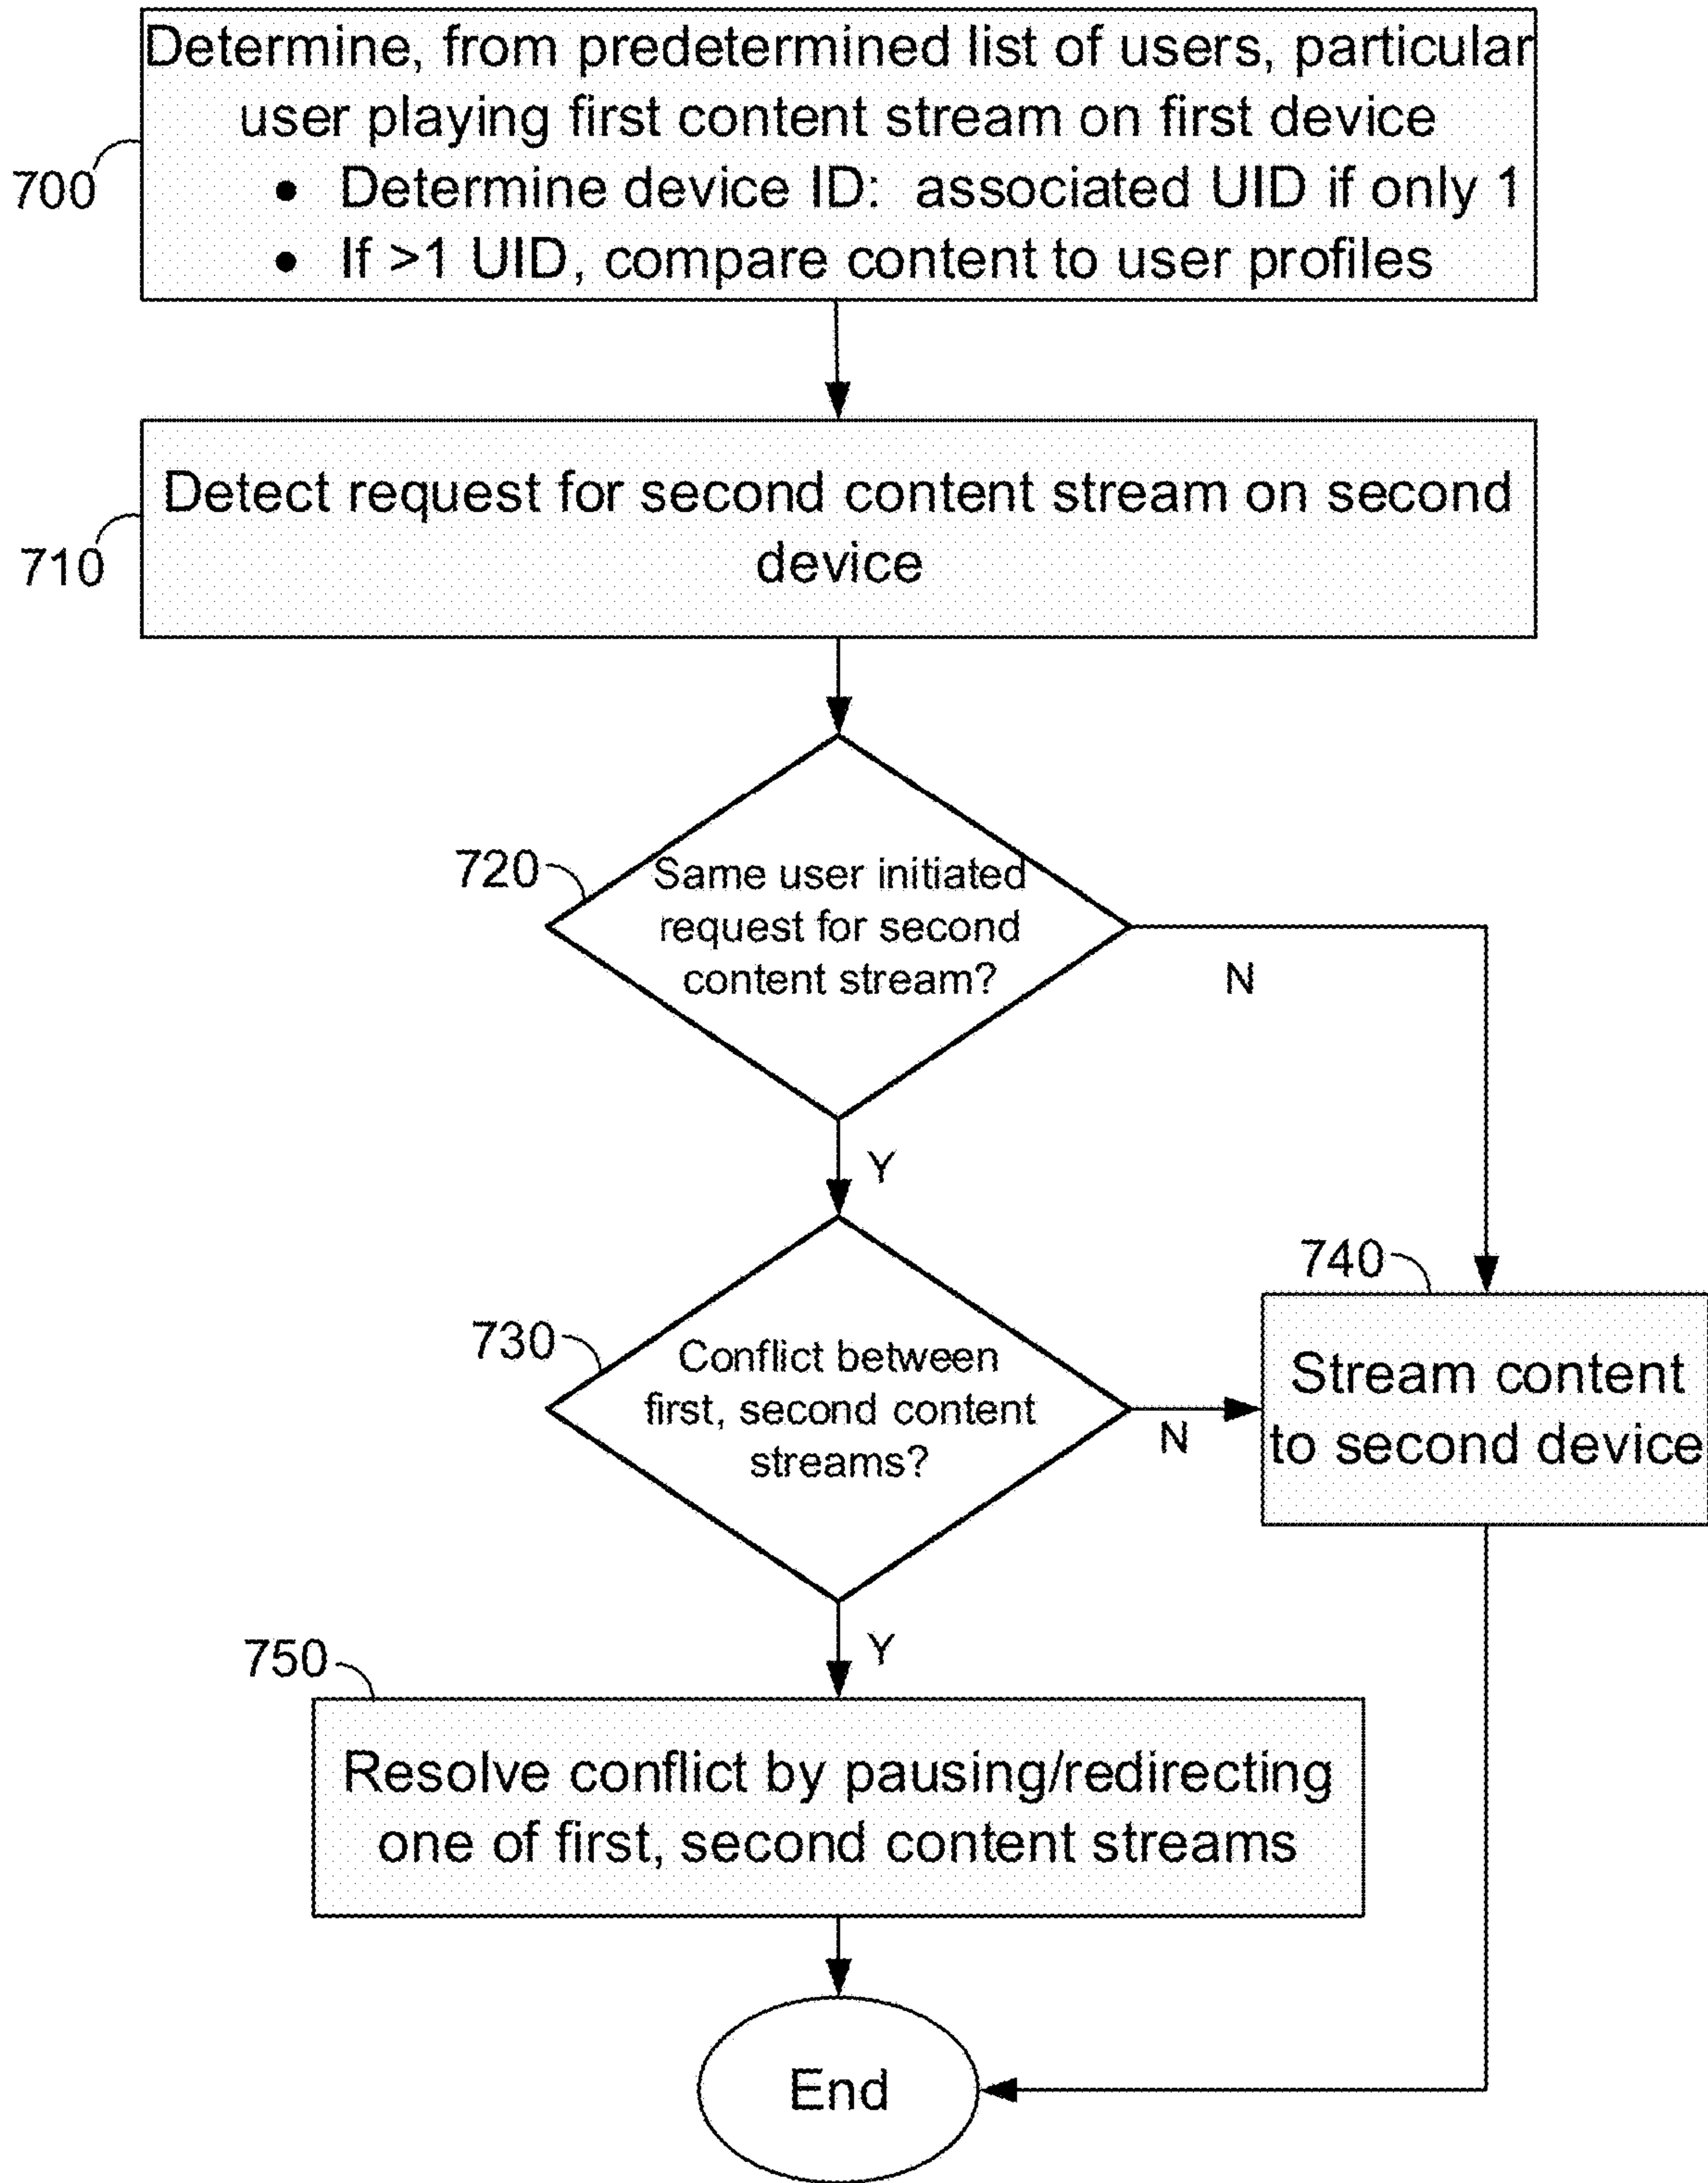 Determine, from predetermined list of users, particular
user playing first content stream on first device
• Determine device ID: associated UID if only 1
• If >1 UID, compare content to user profiles
700
Detect request for second content stream on second
device
710
720
Same user initiated
request for second
content stream?
N
Y
740
730
Conflict between
first, second content
streams?
N
Stream content
to second device
Y
750
Resolve conflict by pausing/redirecting
one of first, second content streams
End